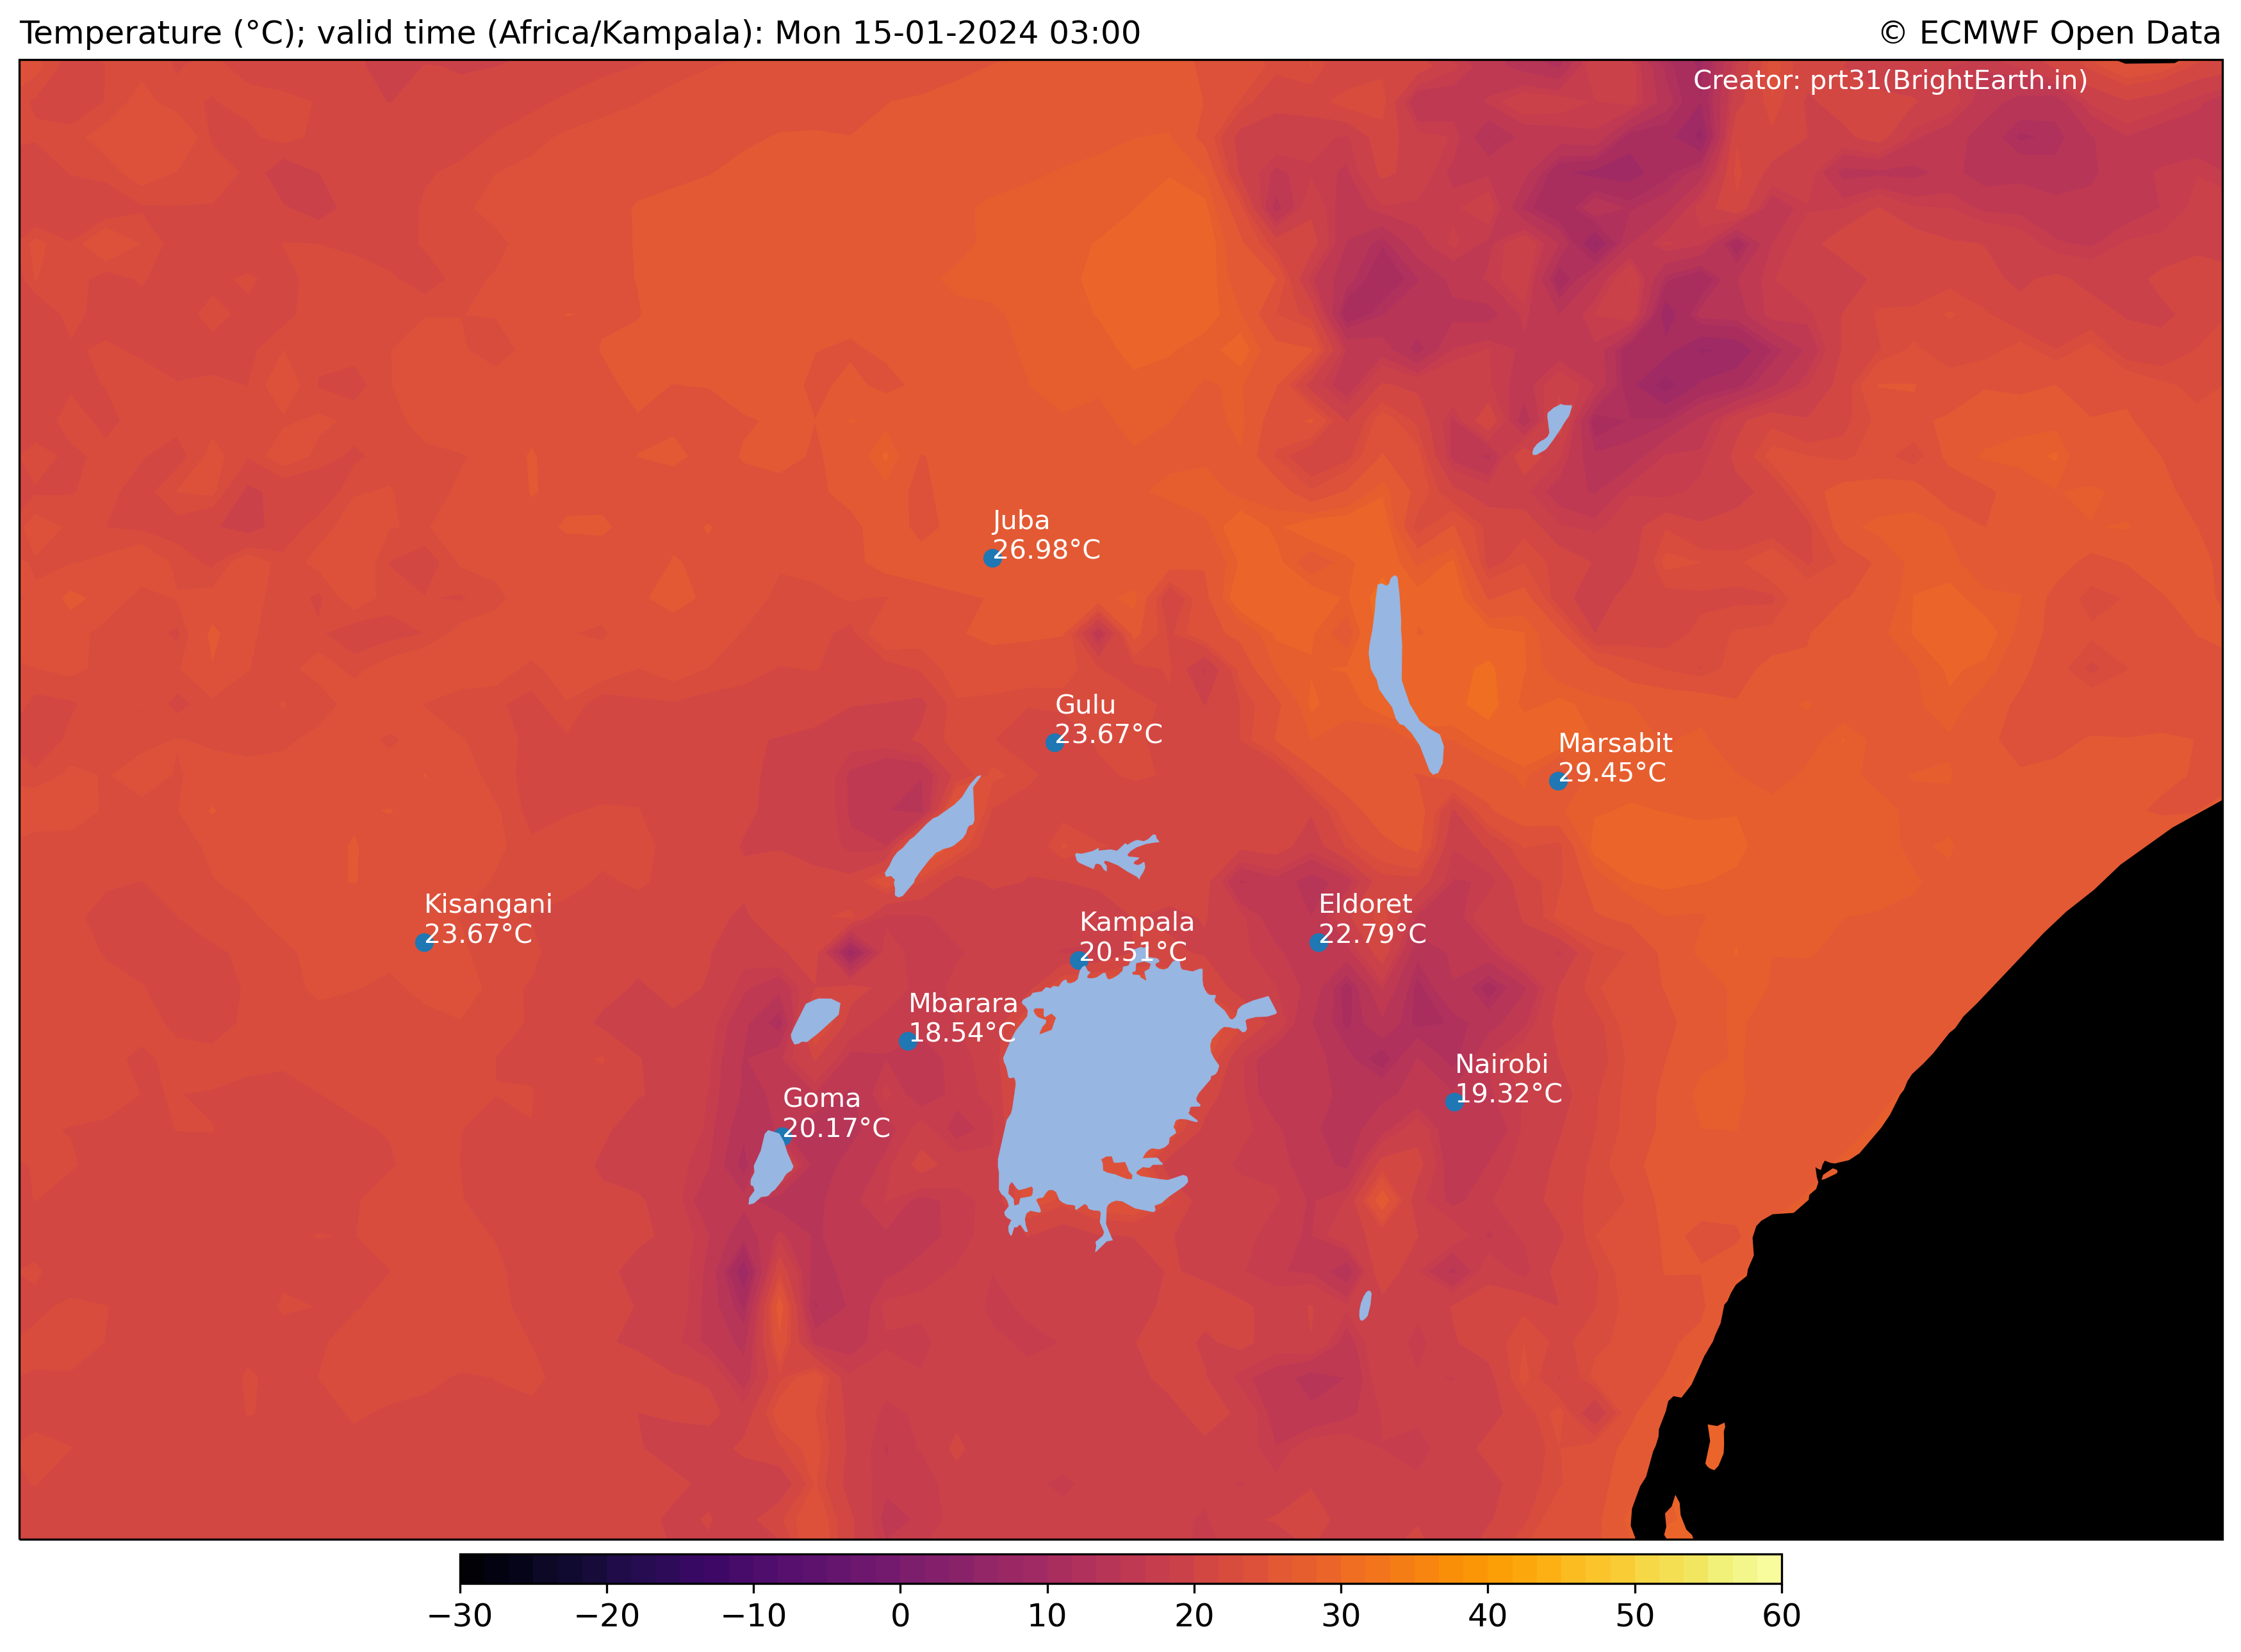 Temperature (°C); valid time (Africa/Kampala): Mon 15-01-2024 03:00
© ECMWF Open Data
Creator: prt31(BrightEarth.in)
Juba
26.98°C
Gulu
23.67°C
Marsabit
29.45°C
Kisangani
23.67°C
Kampala
20.51°C
Eldoret
22.79°C
Mbarara
18.54°C
Nairobi
19.32°C
Goma
20.17°C
−30 −20 −10 0 10 20 30 40 50 60